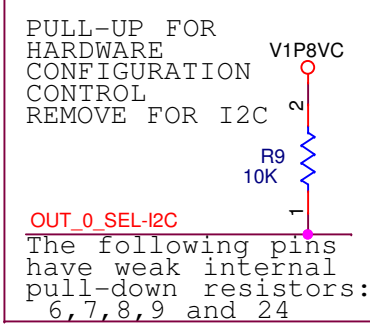 PULL-UP FOR
HARDWARE
CONFIGURATION
CONTROL
REMOVE FOR I2C
V1P8VC
2
R9
10K
1
OUT_0_SEL-I2C
The following pins
have weak internal
pull-down resistors:
6,7,8,9 and 24